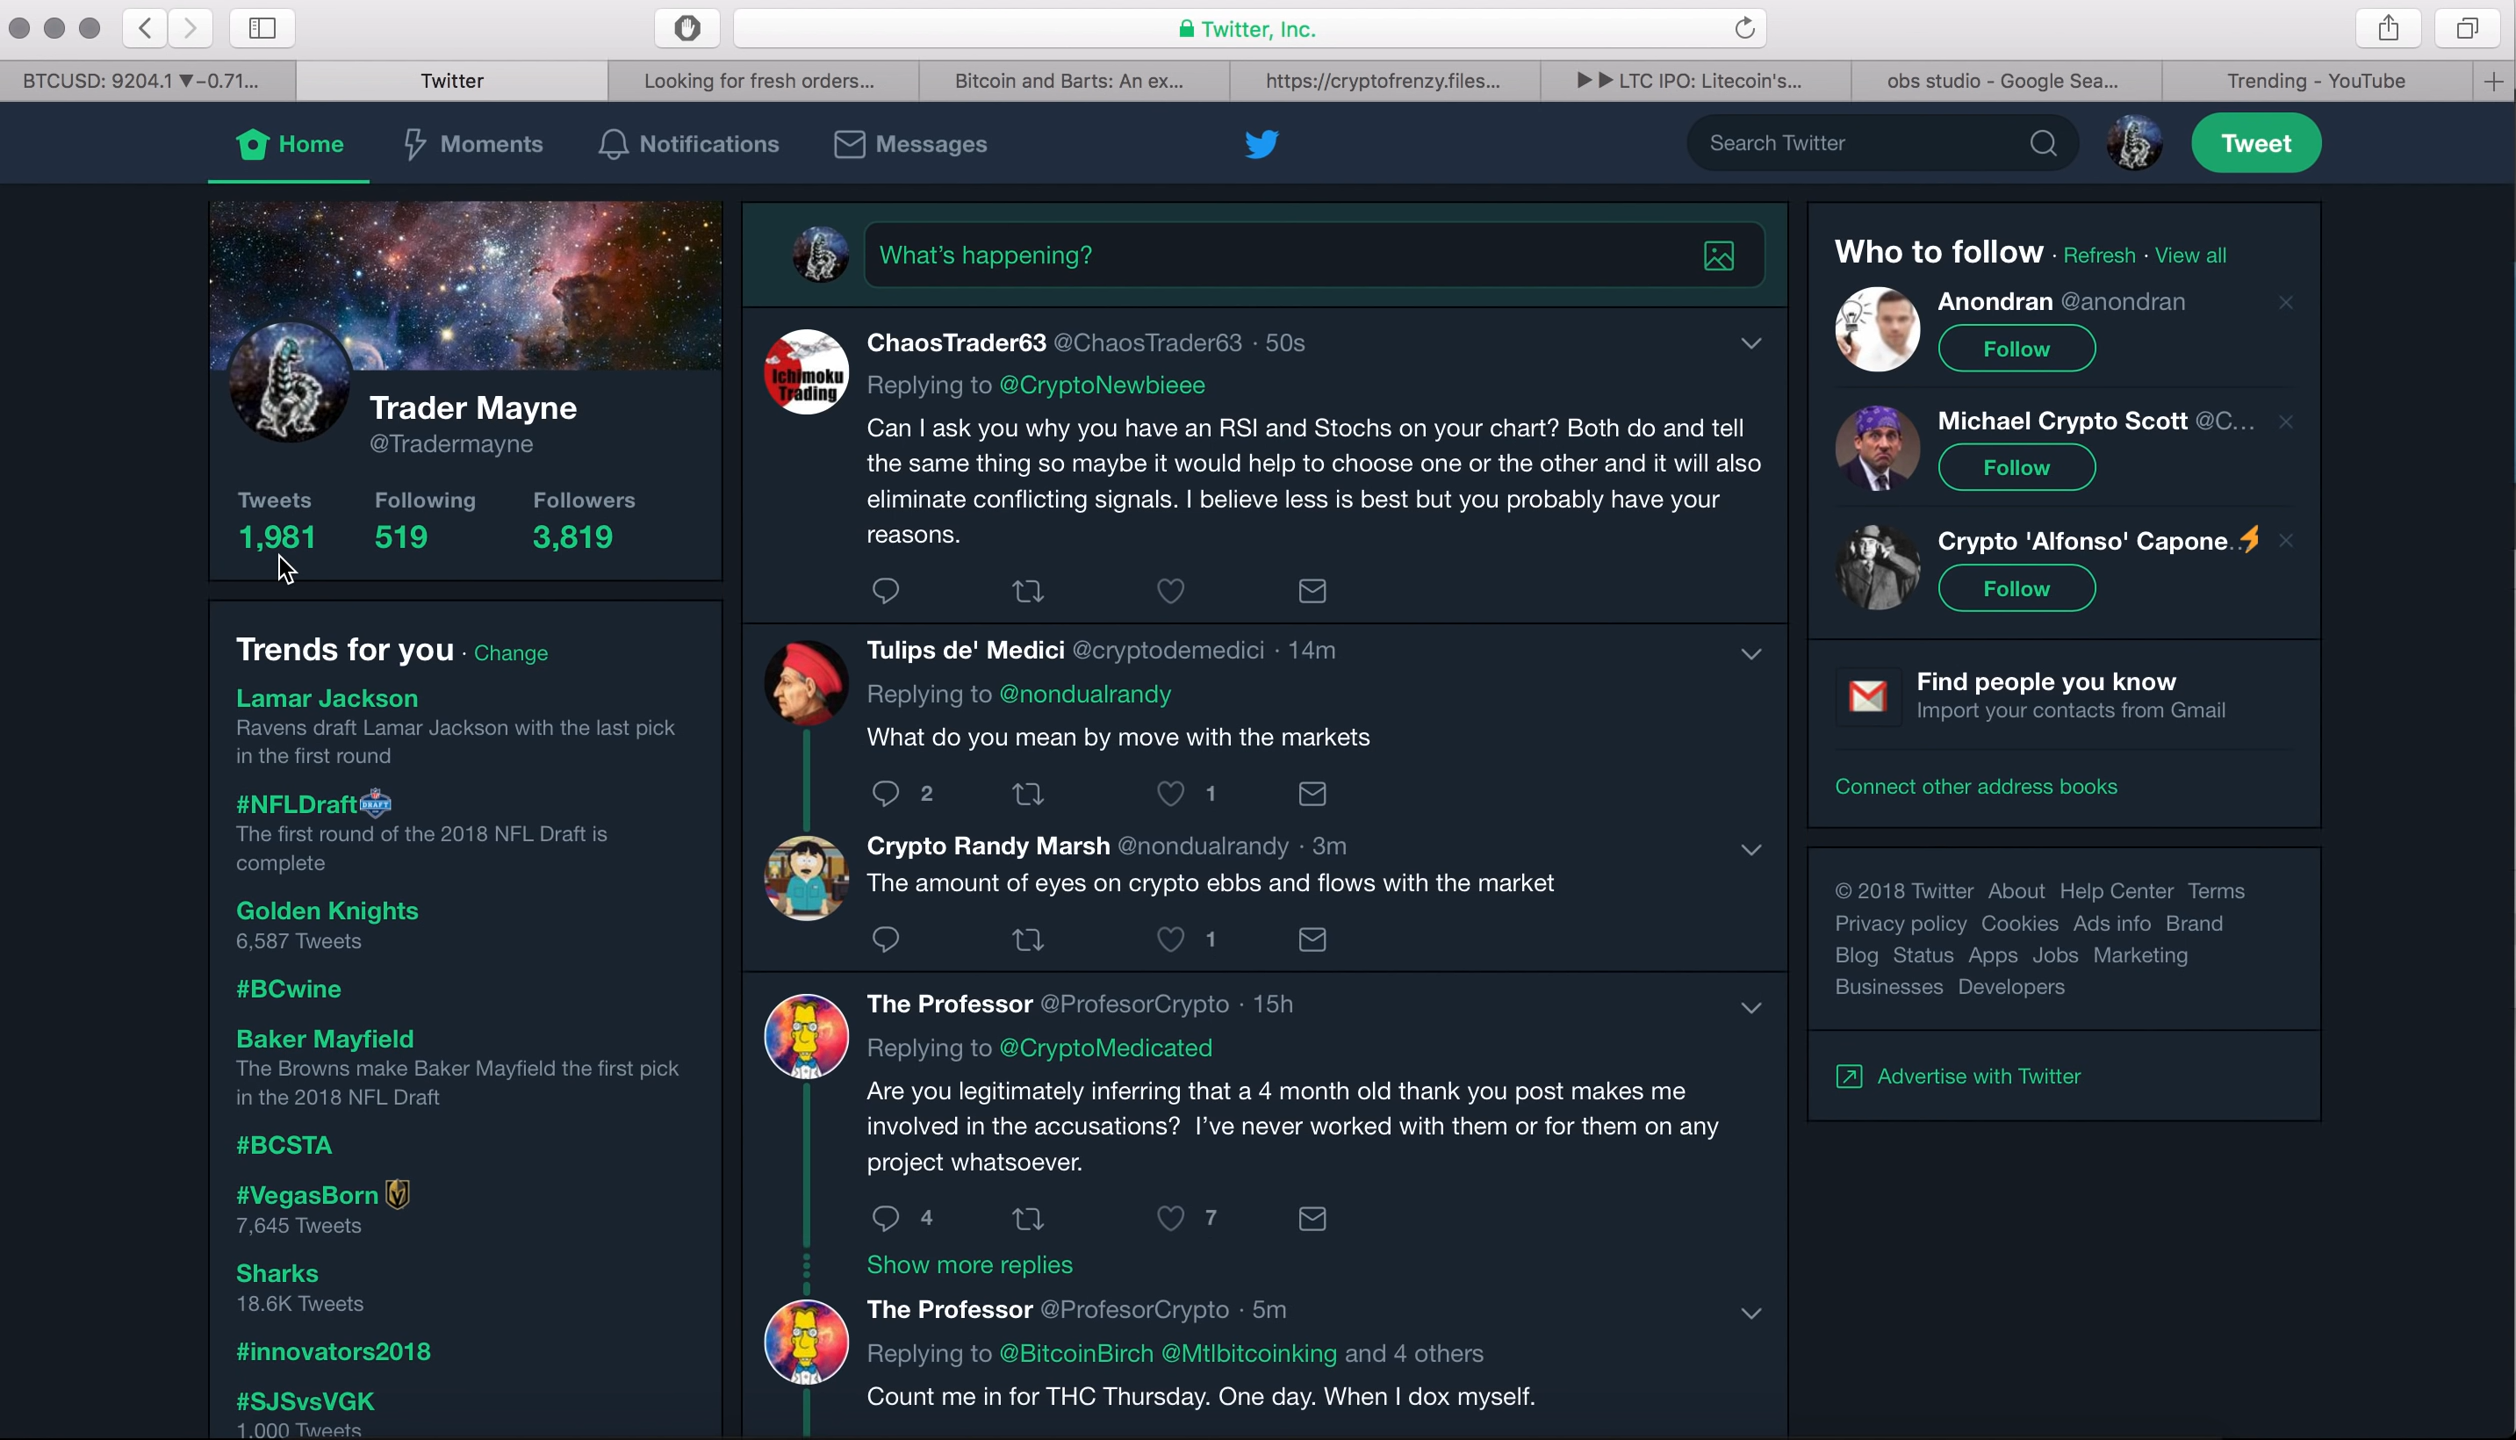 Twitter, Inc.
BTCUSD: 9204.1 ▼−0.71...
Twitter
Looking for fresh orders...
Bitcoin and Barts: An ex...
https://cryptofrenzy.files...
►► LTC IPO: Litecoin's...
obs studio - Google Sea...
Trending - YouTube
Home
Moments
Notifications
Messages
Search Twitter
Tweet
Trader Mayne
@Tradermayne
Tweets Following Followers
1,981 519 3,819
Trends for you · Change
Lamar Jackson
Ravens draft Lamar Jackson with the last pick
in the first round
#NFLDraft
DRAFT
The first round of the 2018 NFL Draft is
complete
Golden Knights
6,587 Tweets
#BCwine
Baker Mayfield
The Browns make Baker Mayfield the first pick
in the 2018 NFL Draft
#BCSTA
#VegasBorn
7,645 Tweets
Sharks
18.6K Tweets
#innovators2018
#SJSvsVGK
1,000 Tweets
What's happening?
Ichimoku
Trading
ChaosTrader63 @ChaosTrader63 · 50s
Replying to @CryptoNewbieee
Can I ask you why you have an RSI and Stochs on your chart? Both do and tell
the same thing so maybe it would help to choose one or the other and it will also
eliminate conflicting signals. I believe less is best but you probably have your
reasons.
Tulips de' Medici @cryptodemedici · 14m
Replying to @nondualrandy
What do you mean by move with the markets
2 1
Crypto Randy Marsh @nondualrandy · 3m
The amount of eyes on crypto ebbs and flows with the market
1
The Professor @ProfesorCrypto · 15h
Replying to @CryptoMedicated
Are you legitimately inferring that a 4 month old thank you post makes me
involved in the accusations?  I've never worked with them or for them on any
project whatsoever.
4 7
Show more replies
The Professor @ProfesorCrypto · 5m
Replying to @BitcoinBirch @Mtlbitcoinking and 4 others
Count me in for THC Thursday. One day. When I dox myself.
Who to follow · Refresh · View all
Anondran @anondran
Follow
Michael Crypto Scott @C...
Follow
Crypto 'Alfonso' Capone..⚡
Follow
Find people you know
Import your contacts from Gmail
Connect other address books
© 2018 Twitter About Help Center Terms
Privacy policy Cookies Ads info Brand
Blog Status Apps Jobs Marketing
Businesses Developers
Advertise with Twitter